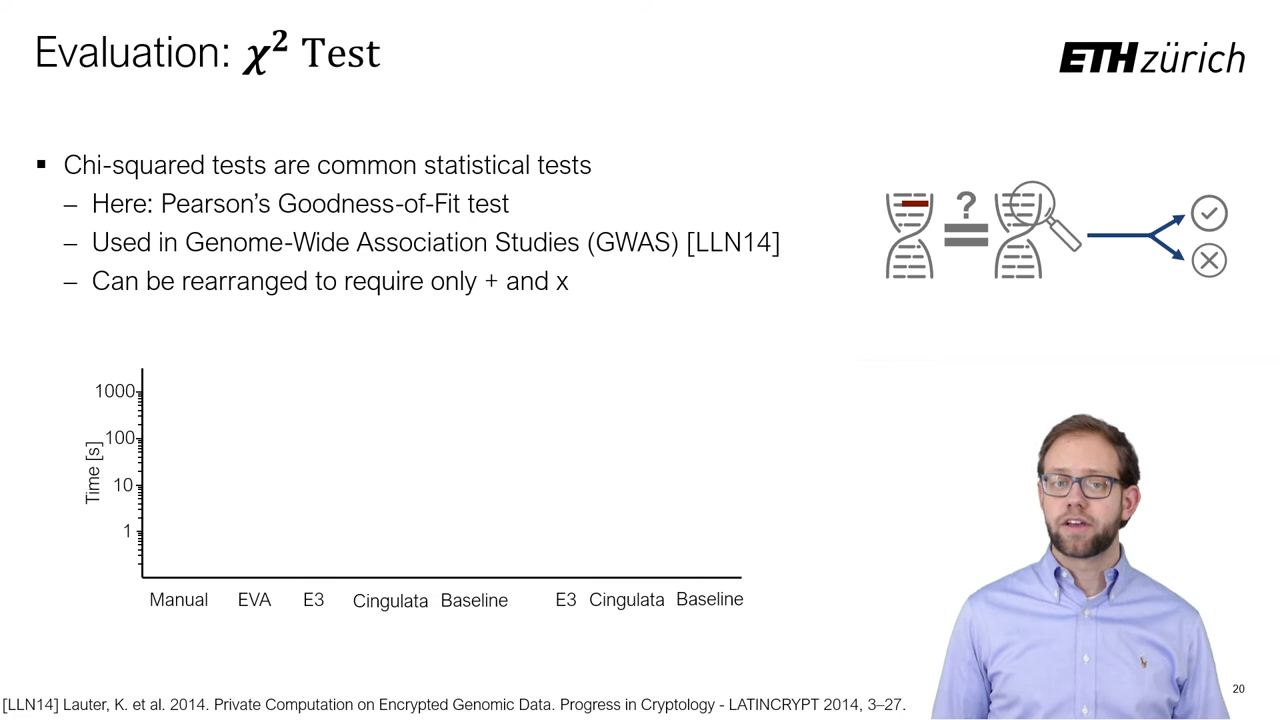 Evaluation: χ² Test
ETH zürich
▪ Chi-squared tests are common statistical tests
– Here: Pearson's Goodness-of-Fit test
– Used in Genome-Wide Association Studies (GWAS) [LLN14]
– Can be rearranged to require only + and x
?
Time [s]
1000
100
10
1
Manual EVA E3 Cingulata Baseline E3 Cingulata Baseline
20
[LLN14] Lauter, K. et al. 2014. Private Computation on Encrypted Genomic Data. Progress in Cryptology - LATINCRYPT 2014, 3–27.